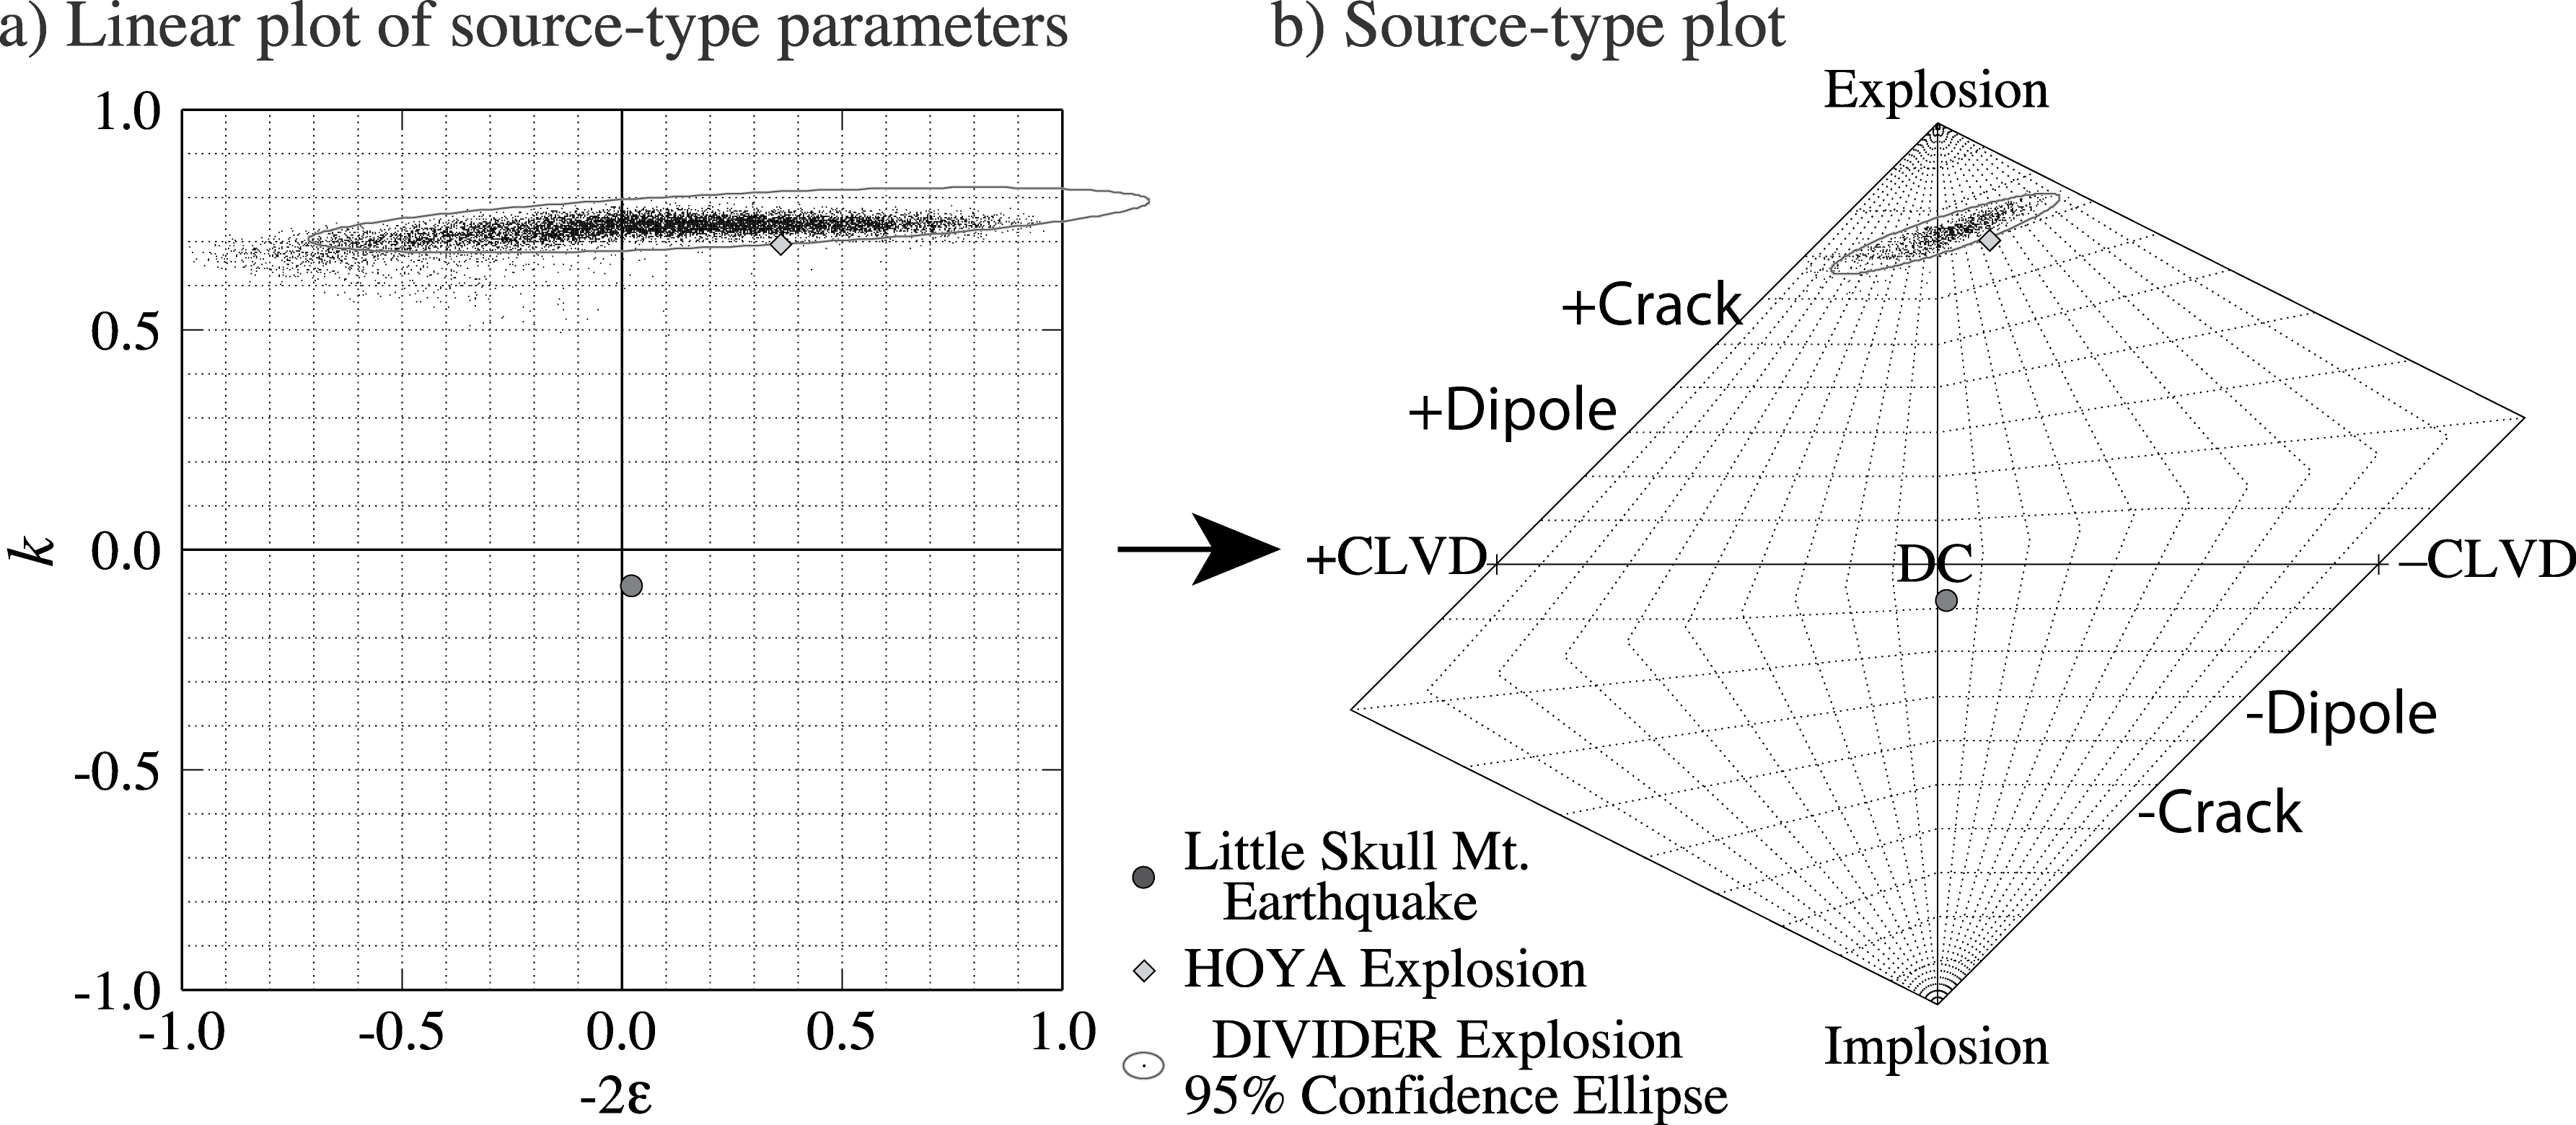 a) Linear plot of source-type parameters
b) Source-type plot
1.0
0.5
0.0
-0.5
-1.0
k
-1.0
-0.5
0.0
0.5
1.0
-2ε
Explosion
+Crack
+Dipole
+CLVD
DC
–CLVD
-Dipole
-Crack
Implosion
Little Skull Mt.
Earthquake
HOYA Explosion
DIVIDER Explosion
95% Confidence Ellipse